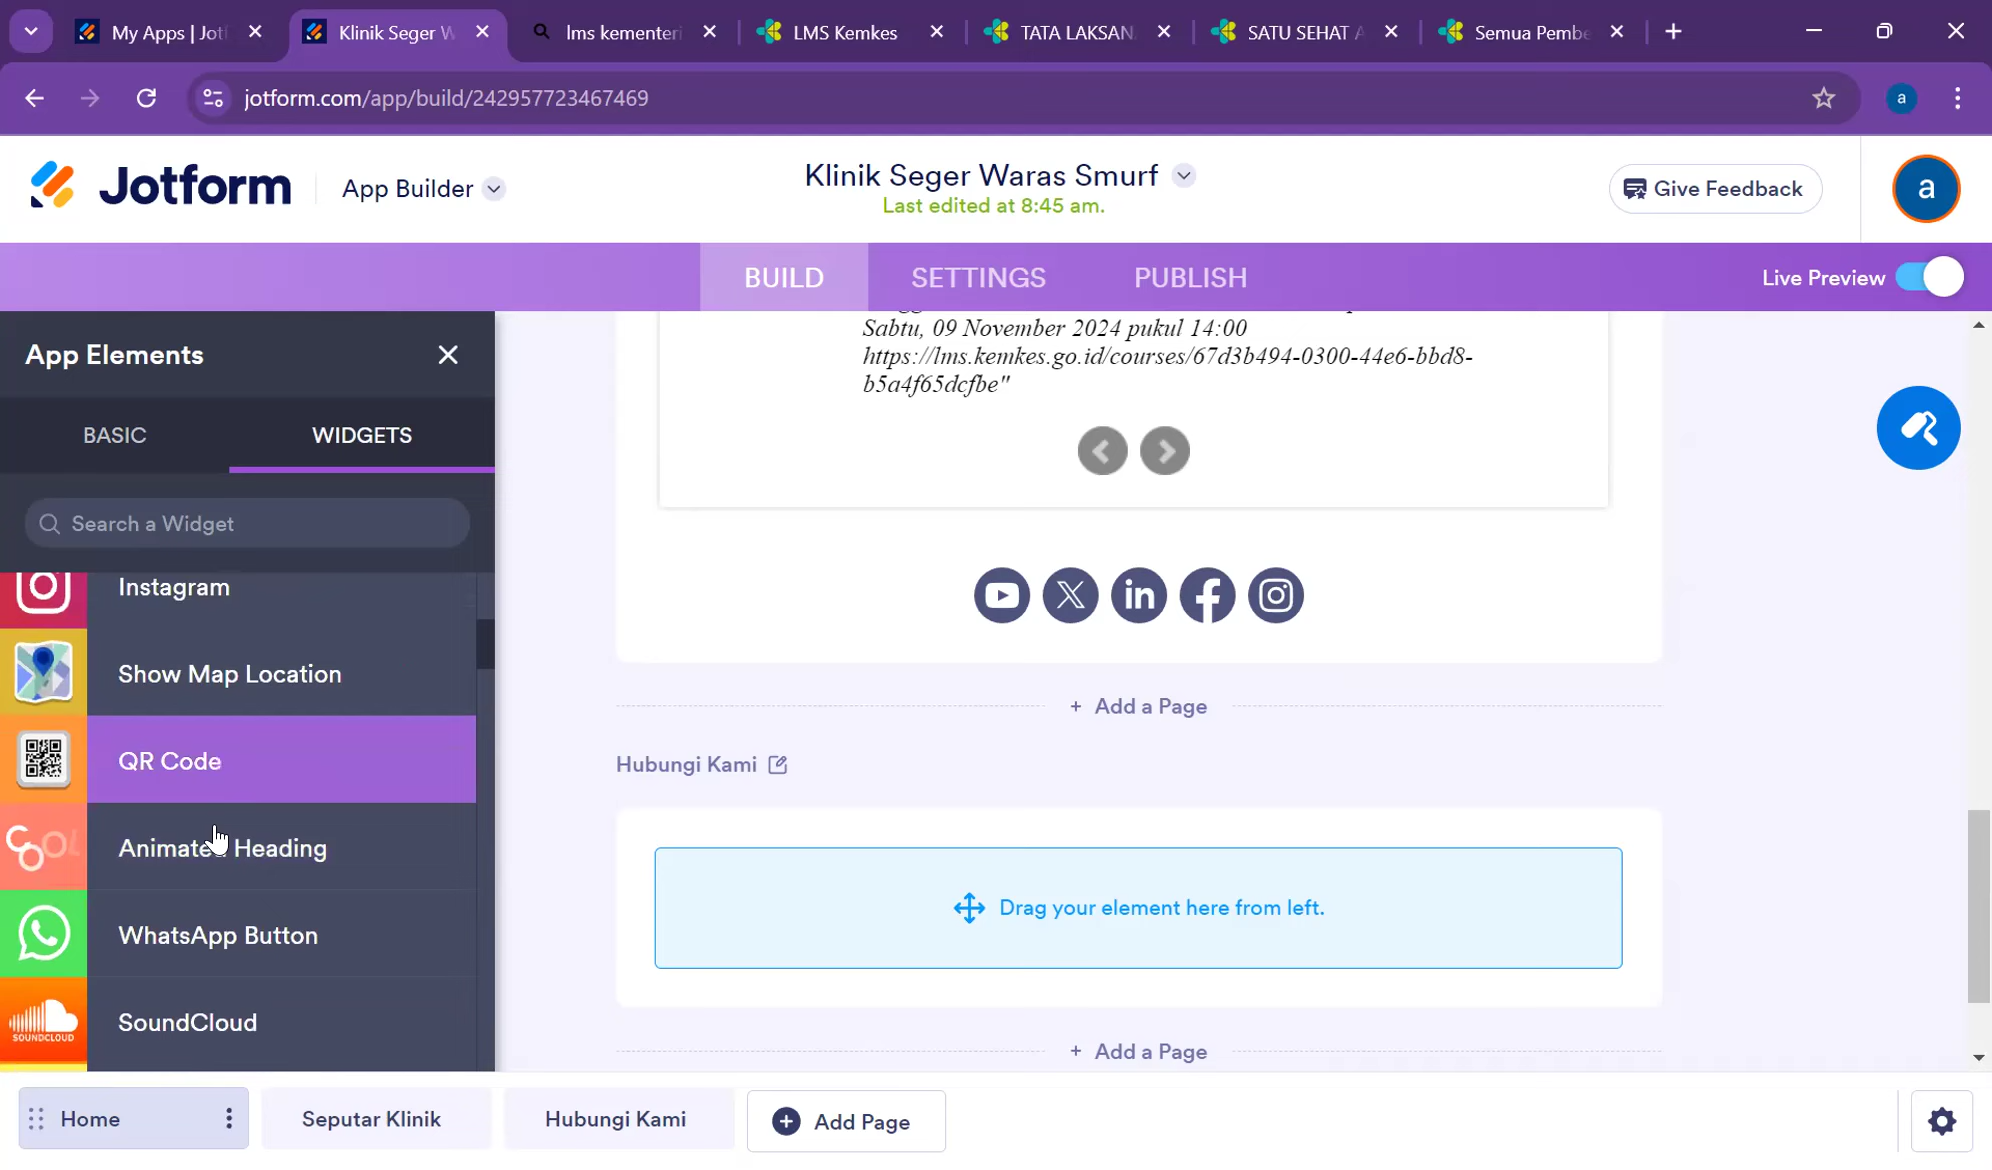 My Apps | Jotf
Klinik Seger W
lms kementeri
LMS Kemkes
TATA LAKSAN
SATU SEHAT A
Semua Pembe
jotform.com/app/build/242957723467469
a
Jotform
App Builder
Klinik Seger Waras Smurf
Last edited at 8:45 am.
Give Feedback
a
BUILD
SETTINGS
PUBLISH
Live Preview
App Elements
BASIC
WIDGETS
Search a Widget
Instagram
Show Map Location
QR Code
Animated Heading
WhatsApp Button
SOUNDCLOUD
SoundCloud
Sabtu, 09 November 2024 pukul 14:00
https://lms.kemkes.go.id/courses/67d3b494-0300-44e6-bbd8-
b5a4f65dcfbe"
+ Add a Page
Hubungi Kami
Drag your element here from left.
+ Add a Page
Home
Seputar Klinik
Hubungi Kami
Add Page